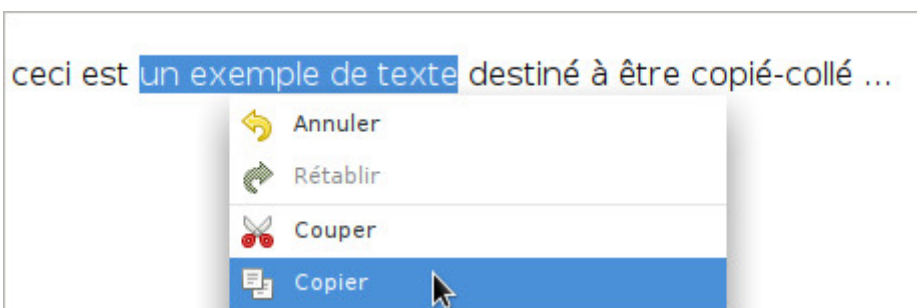 ceci est un exemple de texte destiné à être copié-collé ...
Annuler
Rétablir
Couper
Copier